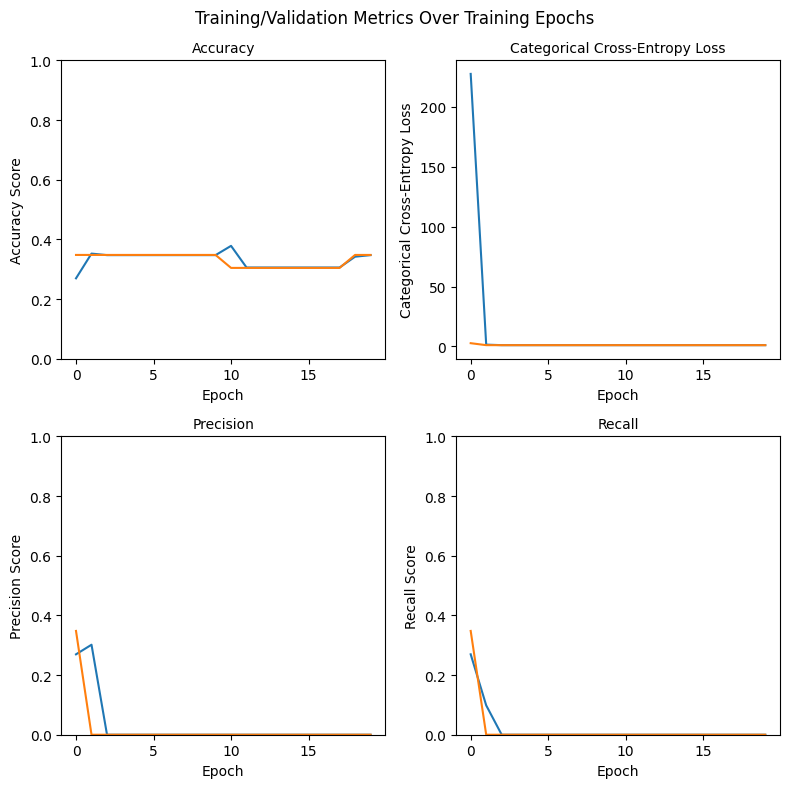 Training/Validation Metrics Over Training Epochs
Accuracy
Accuracy Score
1.0
0.8
0.6
0.4
0.2
0.0
0 5 10 15
Epoch
Categorical Cross-Entropy Loss
Categorical Cross-Entropy Loss
200
150
100
50
0
0 5 10 15
Epoch
Precision
Precision Score
1.0
0.8
0.6
0.4
0.2
0.0
0 5 10 15
Epoch
Recall
Recall Score
1.0
0.8
0.6
0.4
0.2
0.0
0 5 10 15
Epoch